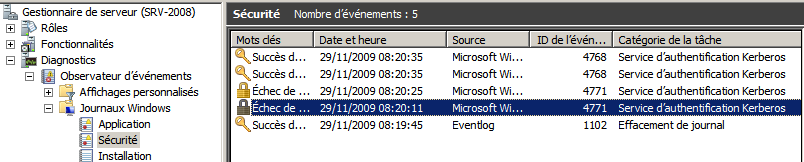 Gestionnaire de serveur (SRV-2008)
Rôles
Fonctionnalités
Diagnostics
Observateur d'événements
Affichages personnalisés
Journaux Windows
Application
Sécurité
Installation
Sécurité Nombre d'événements : 5
Mots clés Date et heure Source ID de l'évén... Catégorie de la tâche
Succès d... 29/11/2009 08:20:35 Microsoft Wi... 4768 Service d'authentification Kerberos
Succès d... 29/11/2009 08:20:35 Microsoft Wi... 4768 Service d'authentification Kerberos
Échec de ... 29/11/2009 08:20:25 Microsoft Wi... 4771 Service d'authentification Kerberos
Échec de ... 29/11/2009 08:20:11 Microsoft Wi... 4771 Service d'authentification Kerberos
Succès d... 29/11/2009 08:19:45 Eventlog 1102 Effacement de journal